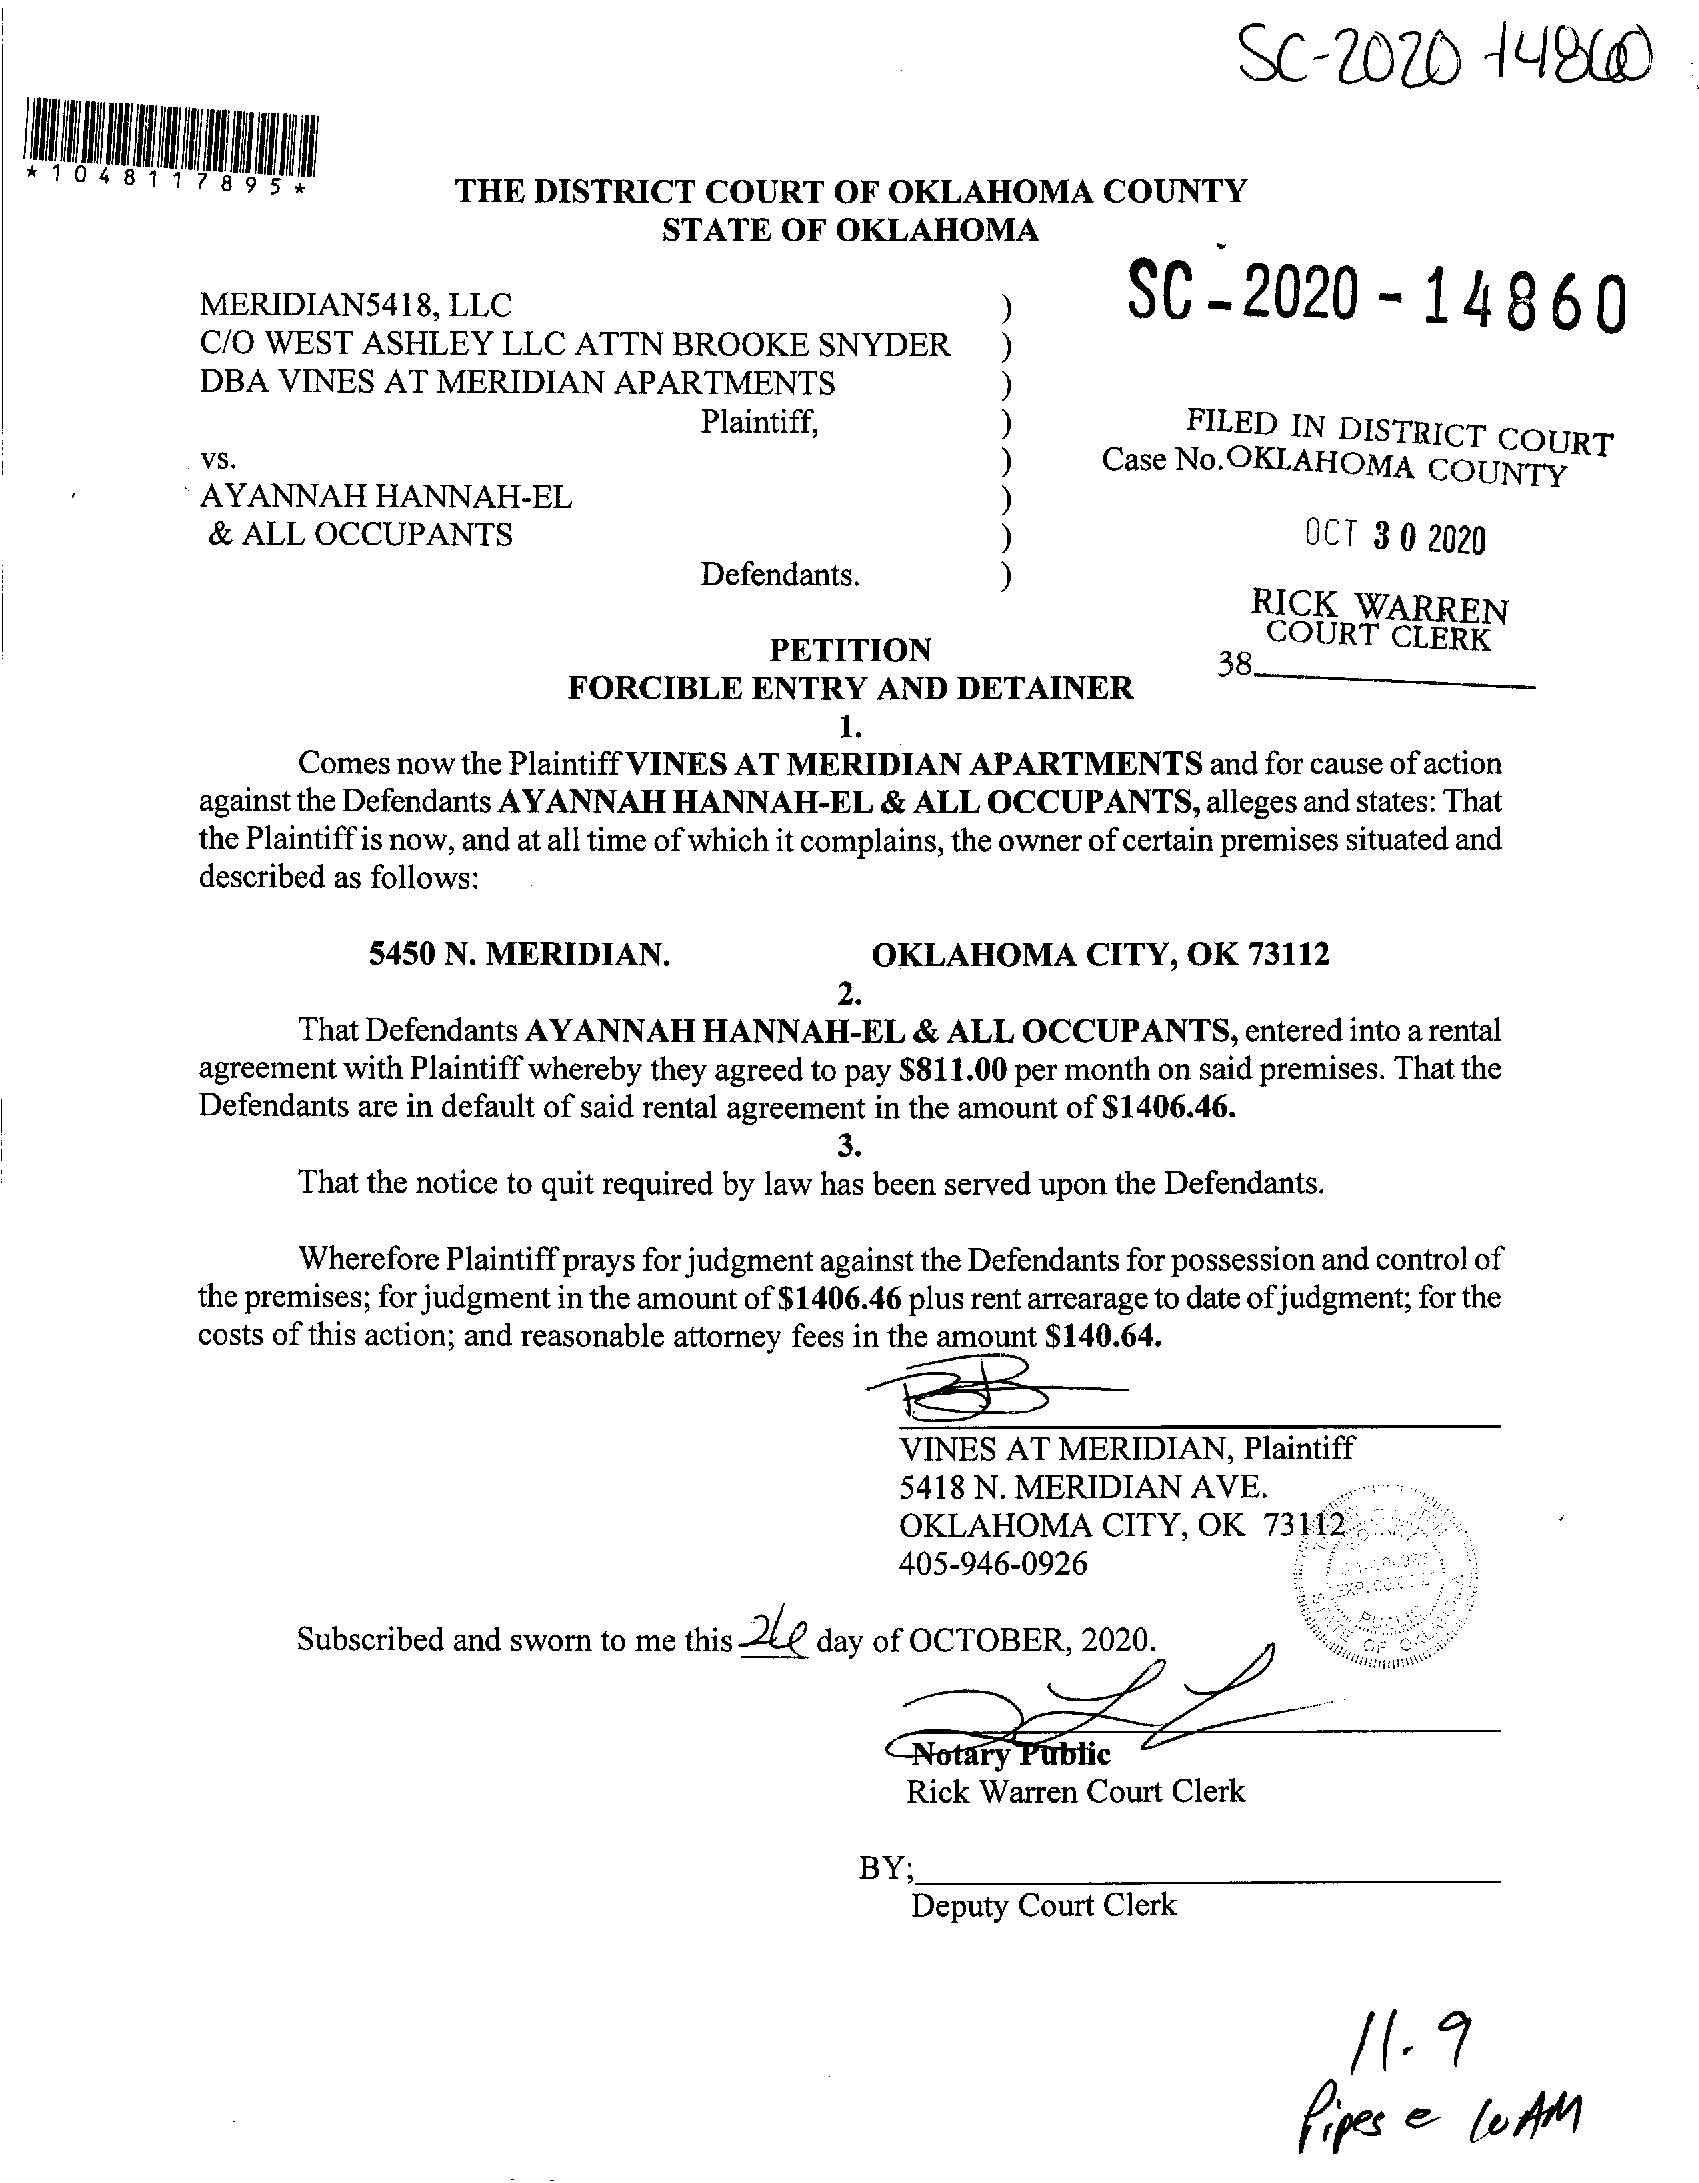 SC-2020-14860
*1048117895*
THE DISTRICT COURT OF OKLAHOMA COUNTY
STATE OF OKLAHOMA
SC-2020-14860
MERIDIAN5418, LLC )
C/O WEST ASHLEY LLC ATTN BROOKE SNYDER )
DBA VINES AT MERIDIAN APARTMENTS )
Plaintiff, )
FILED IN DISTRICT COURT
vs. ) Case No. OKLAHOMA COUNTY
AYANNAH HANNAH-EL )
& ALL OCCUPANTS )
OCT 30 2020
Defendants. )
RICK WARREN
COURT CLERK
38
PETITION
FORCIBLE ENTRY AND DETAINER
1.
Comes now the Plaintiff VINES AT MERIDIAN APARTMENTS and for cause of action
against the Defendants AYANNAH HANNAH-EL & ALL OCCUPANTS, alleges and states: That
the Plaintiff is now, and at all time of which it complains, the owner of certain premises situated and
described as follows:
5450 N. MERIDIAN. OKLAHOMA CITY, OK 73112
2.
That Defendants AYANNAH HANNAH-EL & ALL OCCUPANTS, entered into a rental
agreement with Plaintiff whereby they agreed to pay $811.00 per month on said premises. That the
Defendants are in default of said rental agreement in the amount of $1406.46.
3.
That the notice to quit required by law has been served upon the Defendants.
Wherefore Plaintiff prays for judgment against the Defendants for possession and control of
the premises; for judgment in the amount of $1406.46 plus rent arrearage to date of judgment; for the
costs of this action; and reasonable attorney fees in the amount $140.64.
VINES AT MERIDIAN, Plaintiff
5418 N. MERIDIAN AVE.
OKLAHOMA CITY, OK 73112
405-946-0926
Subscribed and sworn to me this 26 day of OCTOBER, 2020.
Notary Public
Rick Warren Court Clerk
BY;
Deputy Court Clerk
11.9
Pipes @ 10AM